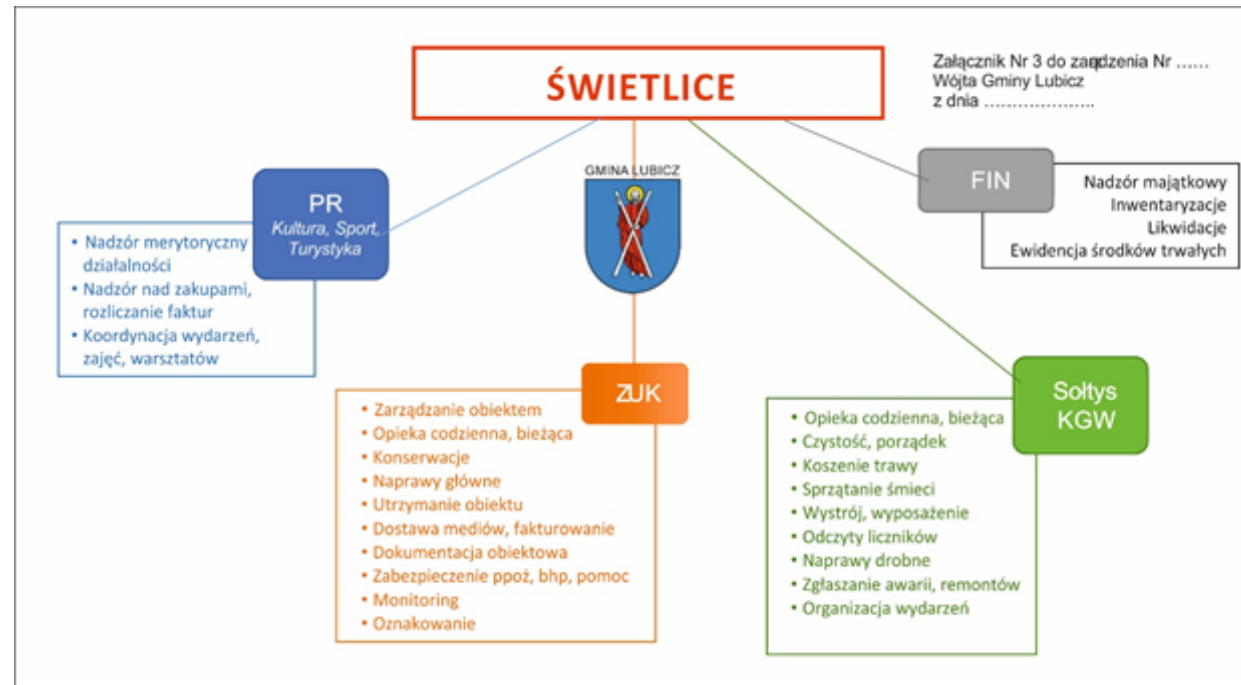 ŚWIETLICE
Załącznik Nr 3 do zarządzenia Nr ......
Wójta Gminy Lubicz
z dnia .....................
GMINA LUBICZ
PR
Kultura, Sport,
Turystyka
• Nadzór merytoryczny
działalności
• Nadzór nad zakupami,
rozliczanie faktur
• Koordynacja wydarzeń,
zajęć, warsztatów
FIN
Nadzór majątkowy
Inwentaryzacje
Likwidacje
Ewidencja środków trwałych
ZUK
• Zarządzanie obiektem
• Opieka codzienna, bieżąca
• Konserwacje
• Naprawy główne
• Utrzymanie obiektu
• Dostawa mediów, fakturowanie
• Dokumentacja obiektowa
• Zabezpieczenie ppoż, bhp, pomoc
• Monitoring
• Oznakowanie
Sołtys
KGW
• Opieka codzienna, bieżąca
• Czystość, porządek
• Koszenie trawy
• Sprzątanie śmieci
• Wystrój, wyposażenie
• Odczyty liczników
• Naprawy drobne
• Zgłaszanie awarii, remontów
• Organizacja wydarzeń